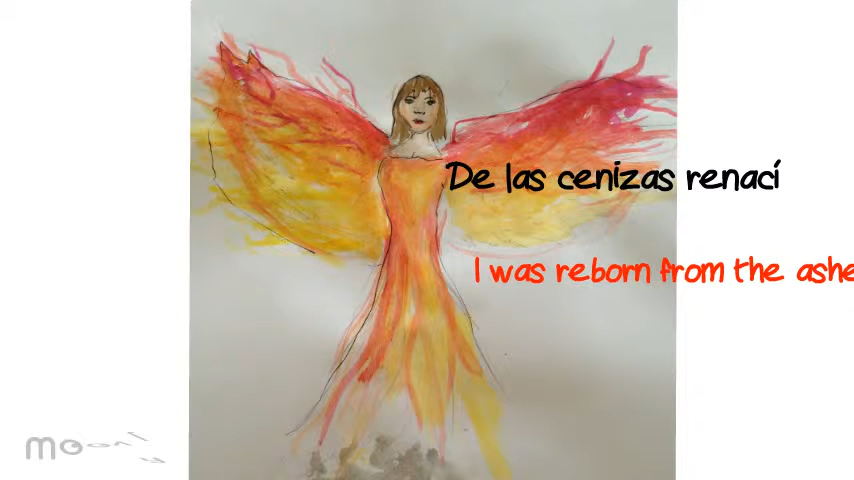 De las cenizas renací
I was reborn from the ashe